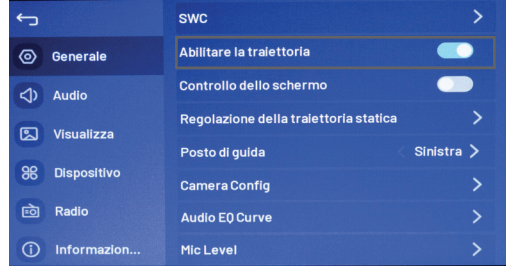 SWC
Generale
Abilitare la traiettoria
Audio
Controllo dello schermo
Visualizza
Regolazione della traiettoria statica
Posto di guida
Sinistra
Dispositivo
Camera Config
Radio
Audio EQ Curve
Informazion...
Mic Level